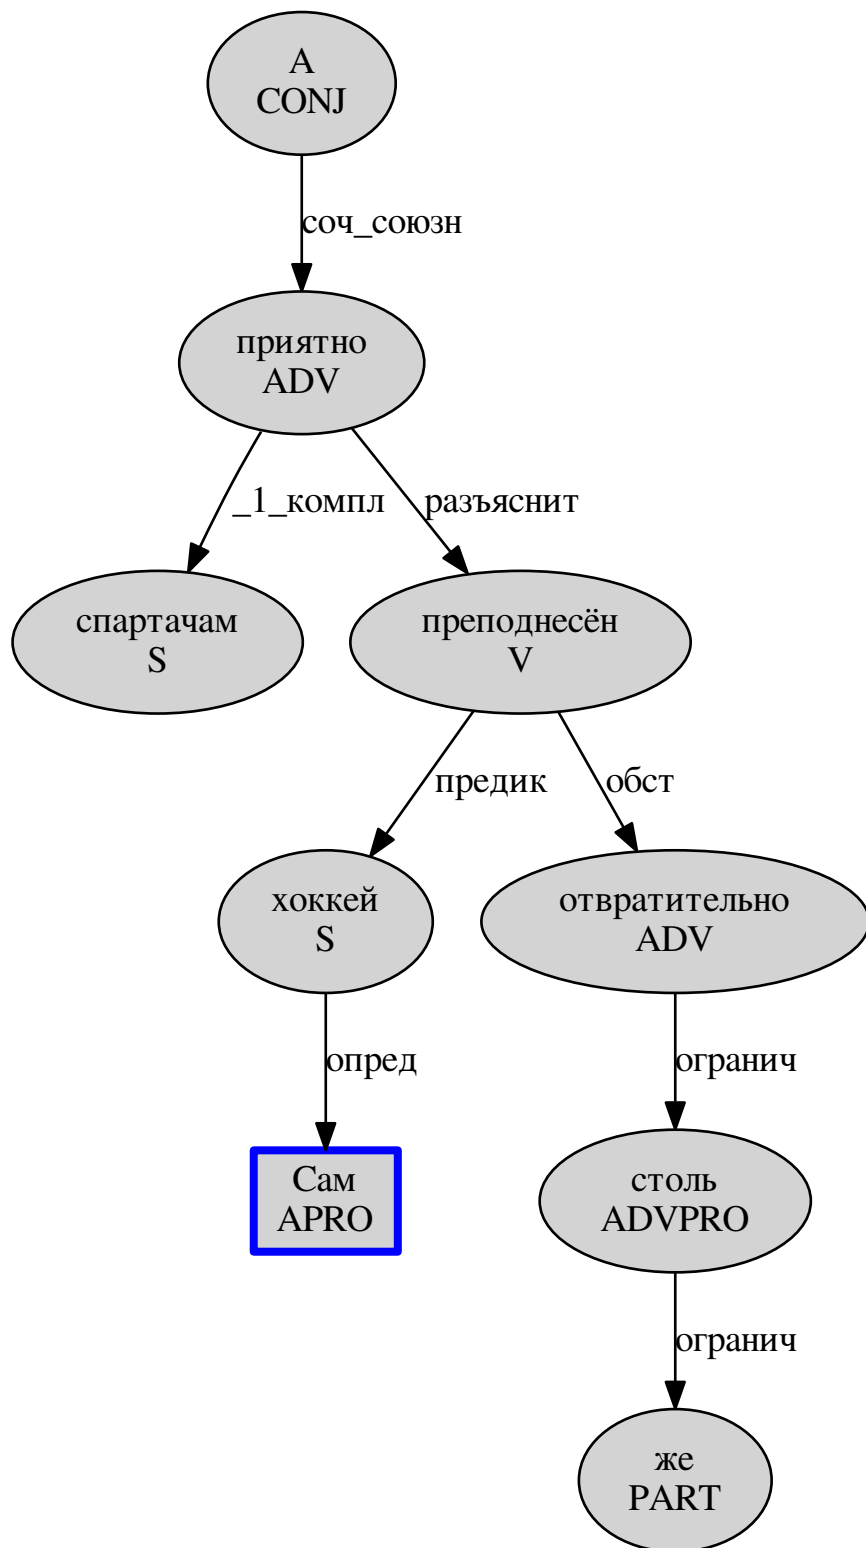 А
CONJ
соч_союзн
приятно
ADV
_1_компл
разъяснит
спартачам
S
преподнесён
V
предик
обст
хоккей
S
отвратительно
ADV
опред
огранич
Сам
APRO
столь
ADVPRO
огранич
же
PART